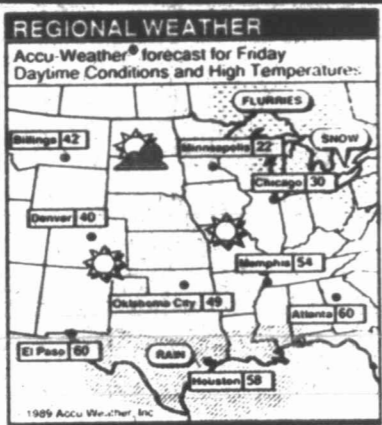 REGIONAL WEATHER
Accu-Weather® forecast for Friday
Daytime Conditions and High Temperatures
FLURRIES
SNOW
Billings 42
Minneapolis 22
Chicago 30
Denver 40
Memphis 54
Oklahoma City 49
Atlanta 60
El Paso 60
RAIN
Houston 58
1989 Accu Weather, Inc